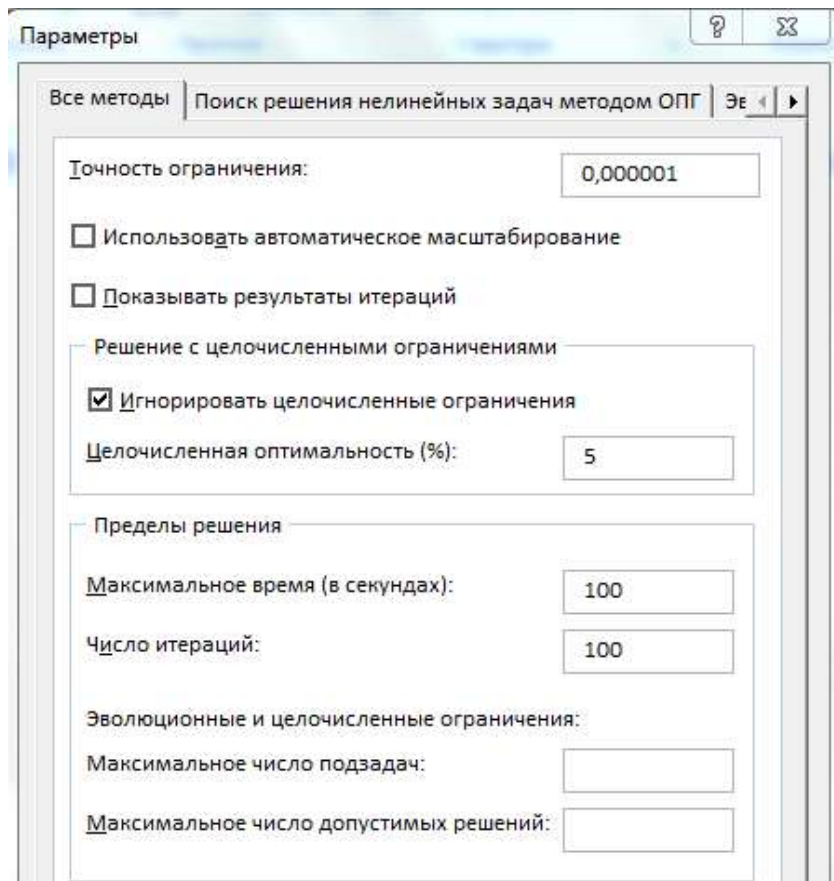 Параметры
Все методы
Поиск решения нелинейных задач методом ОПГ
Эв
Точность ограничения:
0,000001
Использовать автоматическое масштабирование
Показывать результаты итераций
Решение с целочисленными ограничениями
Игнорировать целочисленные ограничения
Целочисленная оптимальность (%):
5
Пределы решения
Максимальное время (в секундах):
100
Число итераций:
100
Эволюционные и целочисленные ограничения:
Максимальное число подзадач:
Максимальное число допустимых решений: